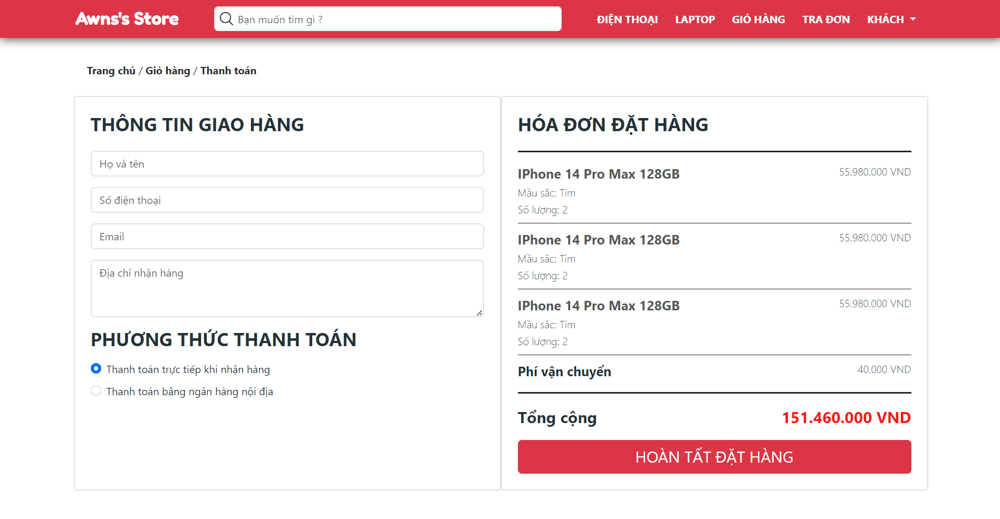 Awns's Store
Bạn muốn tìm gì ?
ĐIỆN THOẠI LAPTOP GIỎ HÀNG TRA ĐƠN KHÁCH
Trang chủ / Giỏ hàng / Thanh toán
THÔNG TIN GIAO HÀNG
Họ và tên
Số điện thoại
Email
Địa chỉ nhận hàng
PHƯƠNG THỨC THANH TOÁN
Thanh toán trực tiếp khi nhận hàng
Thanh toán bằng ngân hàng nội địa
HÓA ĐƠN ĐẶT HÀNG
IPhone 14 Pro Max 128GB 55.980.000 VND
Mầu sắc: Tím
Số lượng: 2
IPhone 14 Pro Max 128GB 55.980.000 VND
Mầu sắc: Tím
Số lượng: 2
IPhone 14 Pro Max 128GB 55.980.000 VND
Mầu sắc: Tím
Số lượng: 2
Phí vận chuyển 40.000 VND
Tổng cộng 151.460.000 VND
HOÀN TẤT ĐẶT HÀNG